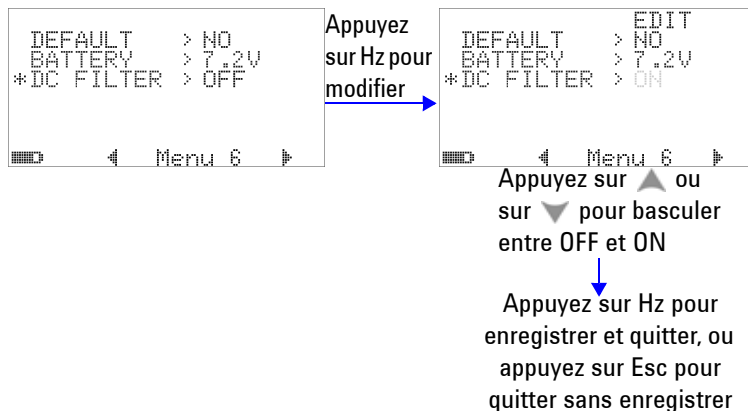 DEFAULT > NO
BATTERY > 7.2V
*DC FILTER > OFF
Menu 6
Appuyez
sur Hz pour
modifier
EDIT
DEFAULT > NO
BATTERY > 7.2V
*DC FILTER > ON
Menu 6
Appuyez sur ou
sur pour basculer
entre OFF et ON
Appuyez sur Hz pour
enregistrer et quitter, ou
appuyez sur Esc pour
quitter sans enregistrer